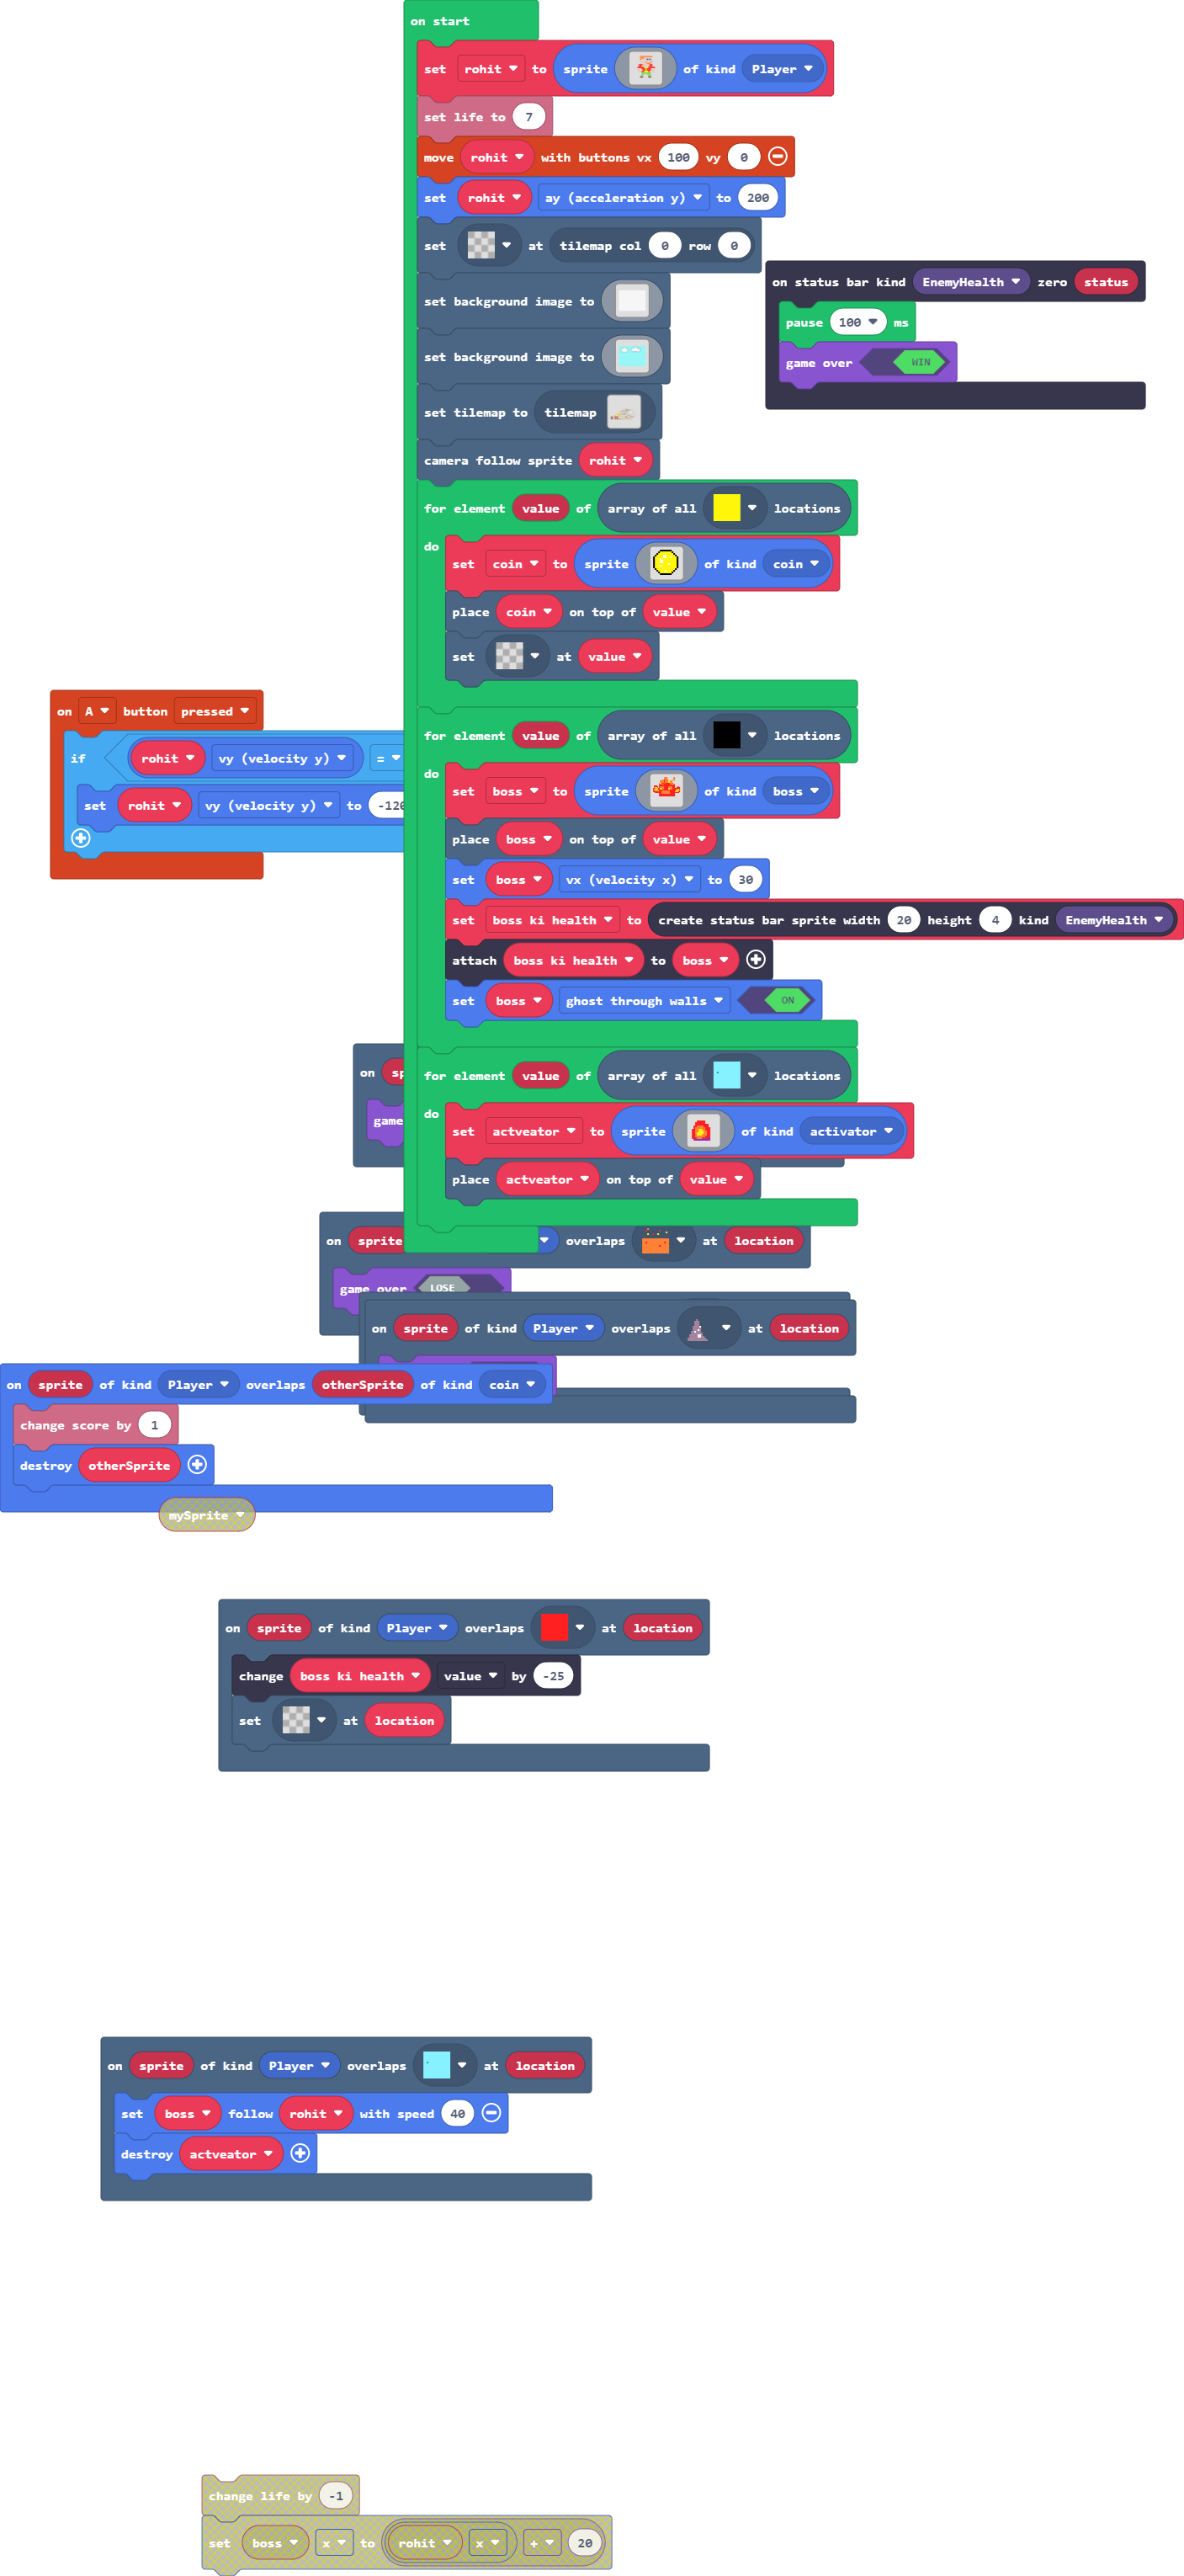 on start
set rohit to sprite of kind Player
set life to 7
move rohit with buttons vx 100 vy 0
set rohit ay (acceleration y) to 200
set at tilemap col 0 row 0
on status bar kind EnemyHealth zero status
pause 100 ms
game over WIN
set background image to
set background image to
set tilemap to tilemap
camera follow sprite rohit
for element value of array of all locations
do
set coin to sprite of kind coin
place coin on top of value
set at value
on A button pressed
if rohit vy (velocity y) =
set rohit vy (velocity y) to -120
for element value of array of all locations
do
set boss to sprite of kind boss
place boss on top of value
set boss vx (velocity x) to 30
set boss ki health to create status bar sprite width 20 height 4 kind EnemyHealth
attach boss ki health to boss
set boss ghost through walls ON
on
game
for element value of array of all locations
do
set actveator to sprite of kind activator
place actveator on top of value
on sprite overlaps at location
game over LOSE
on sprite of kind Player overlaps at location
on sprite of kind Player overlaps otherSprite of kind coin
change score by 1
destroy otherSprite
mySprite
on sprite of kind Player overlaps at location
change boss ki health value by -25
set at location
on sprite of kind Player overlaps at location
set boss follow rohit with speed 40
destroy actveator
change life by -1
set boss x to rohit x + 20